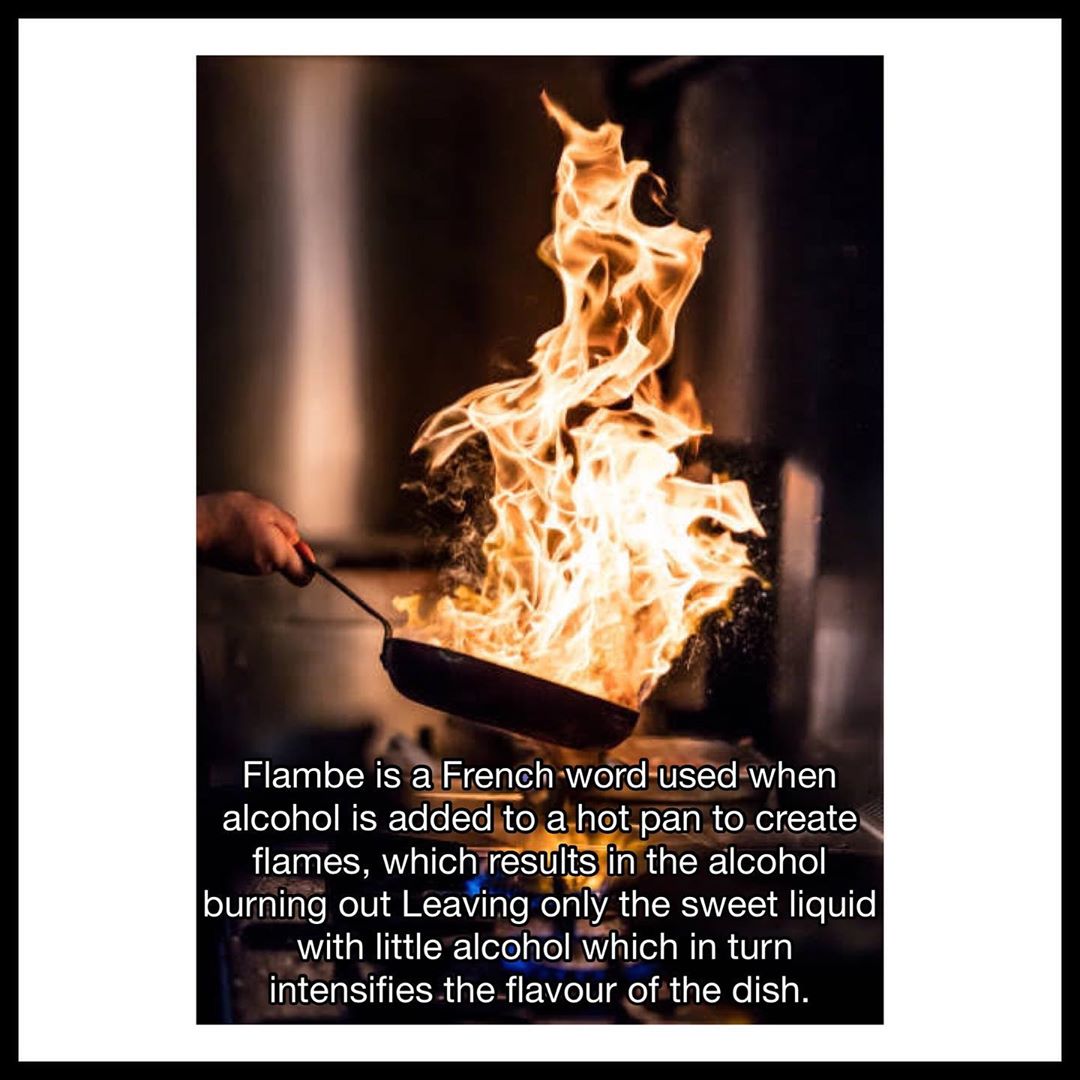 Flambe is a French word used when
alcohol is added to a hot pan to create
flames, which results in the alcohol
burning out Leaving only the sweet liquid
with little alcohol which in turn
intensifies the flavour of the dish.